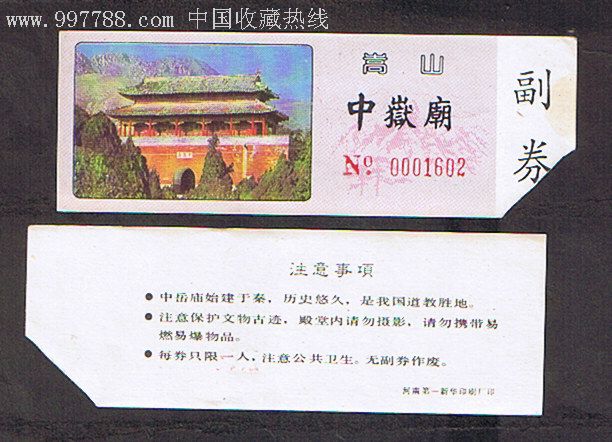 www.997788.com 中国收藏热线
嵩山
中嶽廟
№ 0001602
副券
注意事項
● 中岳庙始建于秦，历史悠久，是我国道教胜地。
● 注意保护文物古迹，殿堂内请勿摄影，请勿携带易
燃易爆物品。
● 每券只限一人，注意公共卫生。无副券作废。
河南第一新华印刷厂印